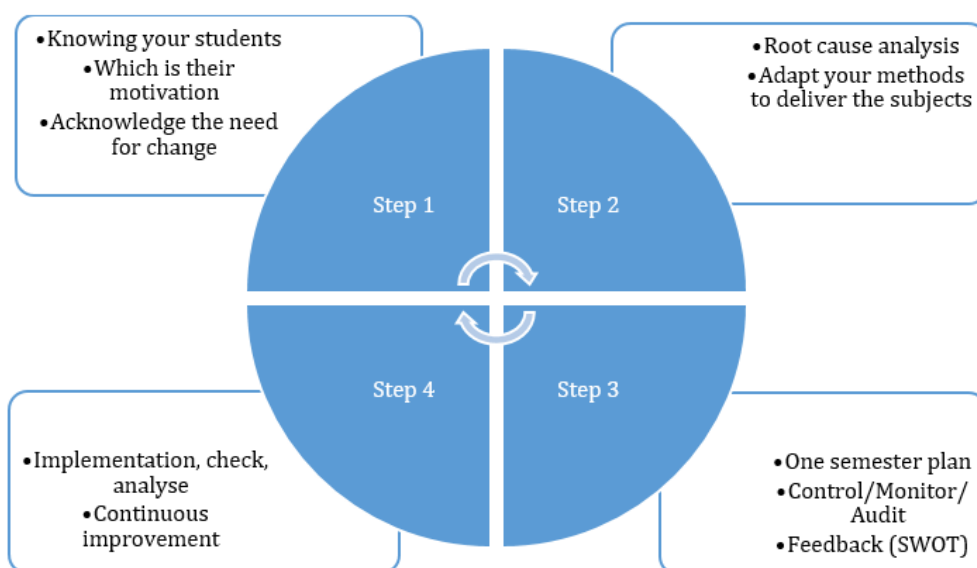 •Knowing your students
•Which is their
motivation
•Acknowledge the need
for change
Step 1
•Root cause analysis
•Adapt your methods
to deliver the subjects
Step 2
•One semester plan
•Control/Monitor/
Audit
•Feedback (SWOT)
Step 3
•Implementation, check,
analyse
•Continuous
improvement
Step 4